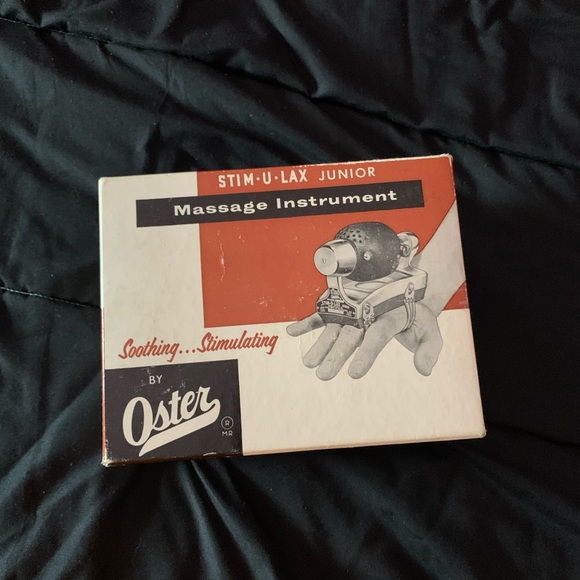 STIM·U·LAX JUNIOR
Massage Instrument
Soothing...Stimulating
BY
Oster
R
MR